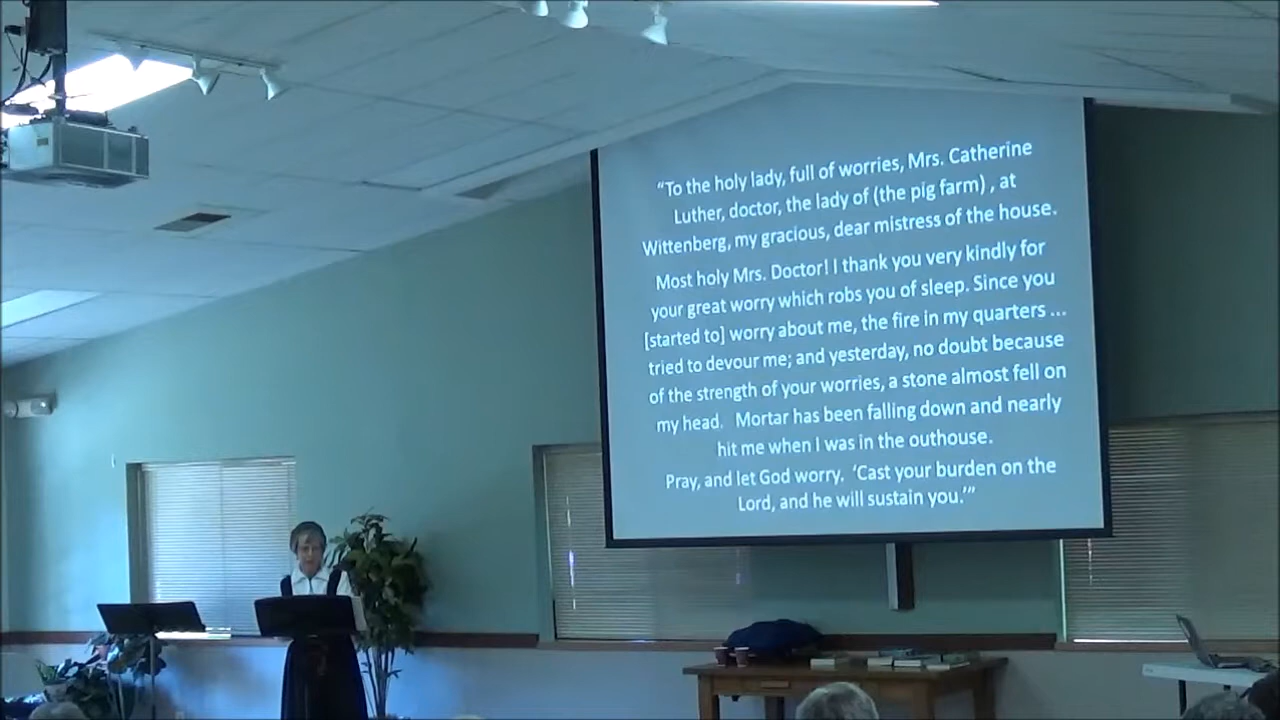 “To the holy lady, full of worries, Mrs. Catherine
Luther, doctor, the lady of (the pig farm) , at
Wittenberg, my gracious, dear mistress of the house.
Most holy Mrs. Doctor! I thank you very kindly for
your great worry which robs you of sleep. Since you
[started to] worry about me, the fire in my quarters ...
tried to devour me; and yesterday, no doubt because
of the strength of your worries, a stone almost fell on
my head. Mortar has been falling down and nearly
hit me when I was in the outhouse.
Pray, and let God worry. ‘Cast your burden on the
Lord, and he will sustain you.’”